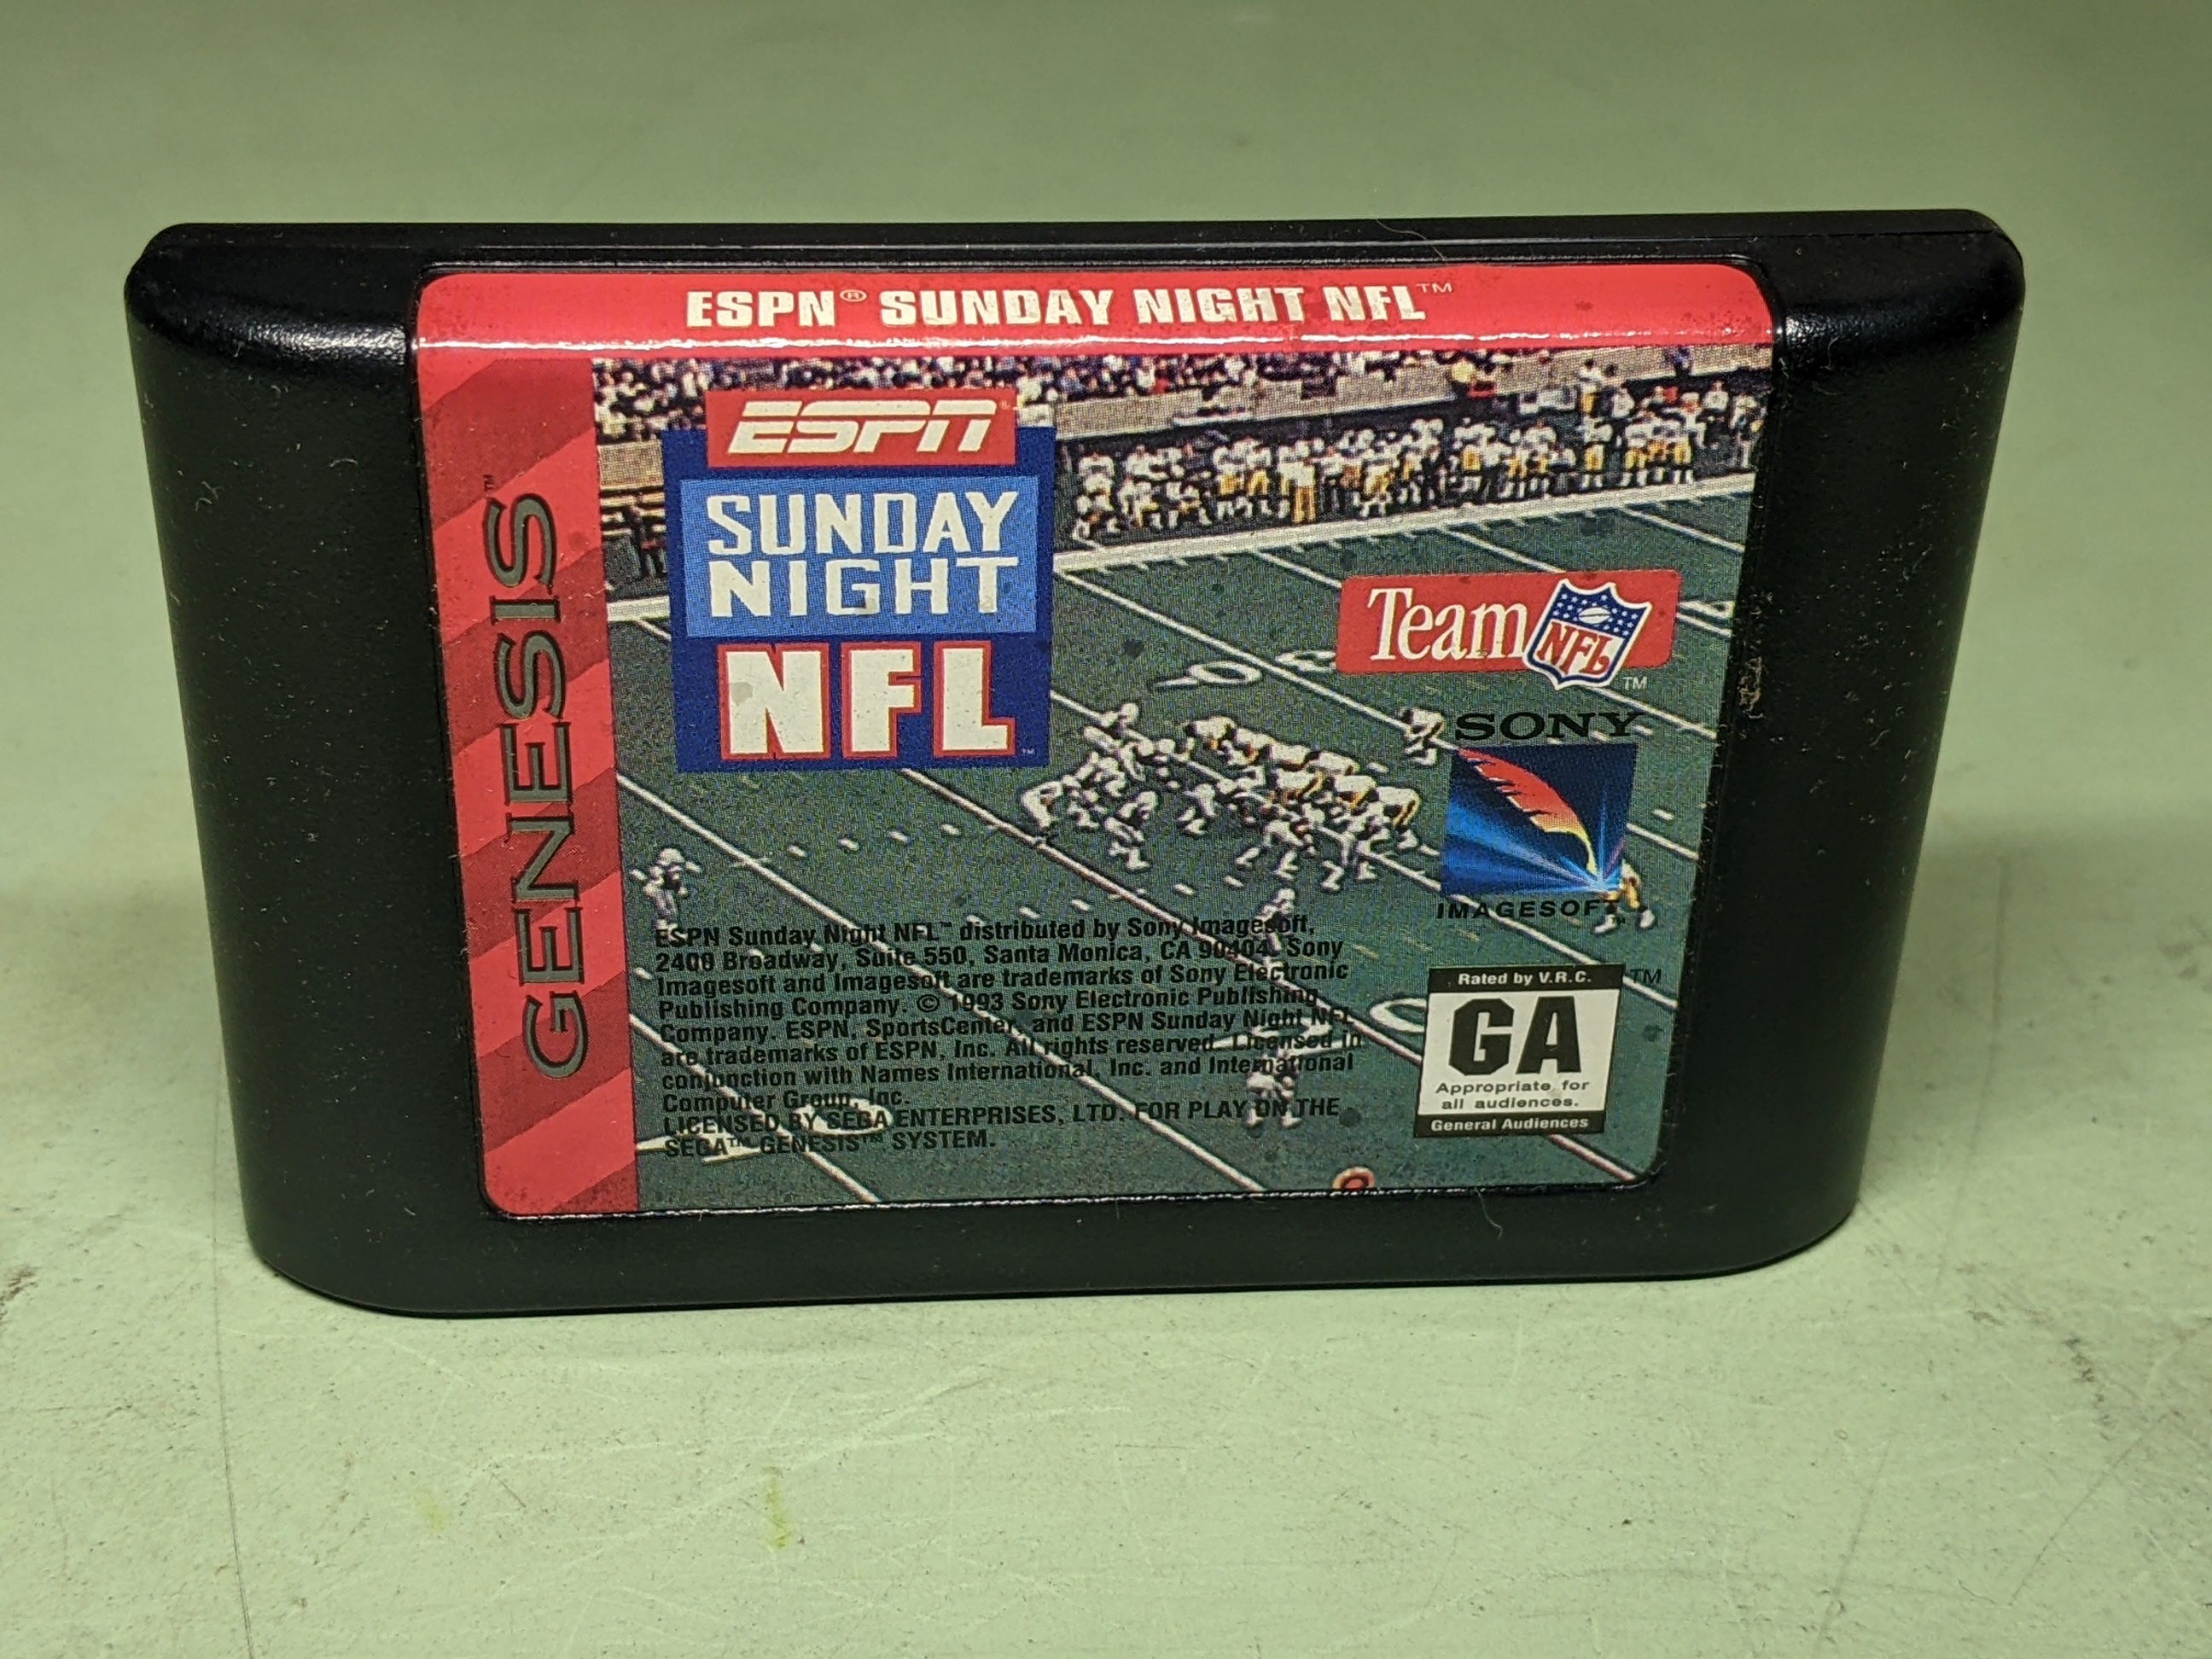 ESPN® SUNDAY NIGHT NFL™
GENESIS™
ESPN®
SUNDAY
NIGHT
NFL™
Team NFL™
SONY
IMAGESOFT™
ESPN Sunday Night NFL™ distributed by Sony Imagesoft,
2400 Broadway, Suite 550, Santa Monica, CA 90404. Sony
Imagesoft and Imagesoft are trademarks of Sony Electronic
Publishing Company. © 1993 Sony Electronic Publishing
Company. ESPN, SportsCenter, and ESPN Sunday Night NFL
are trademarks of ESPN, Inc. All rights reserved. Licensed in
conjunction with Names International, Inc. and International
Computer Group, Inc.
LICENSED BY SEGA ENTERPRISES, LTD. FOR PLAY ON THE
SEGA™ GENESIS™ SYSTEM.
Rated by V.R.C. ™
GA
Appropriate for
all audiences.
General Audiences